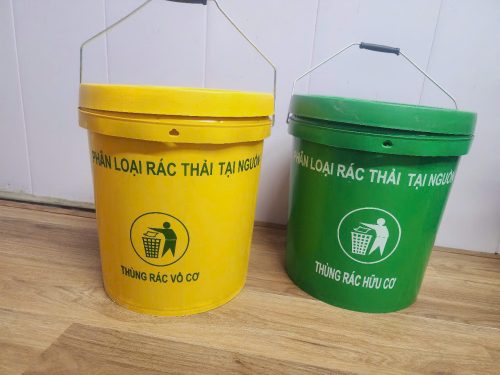 PHÂN LOẠI RÁC THẢI TẠI NGUỒN
THÙNG RÁC VÔ CƠ
PHÂN LOẠI RÁC THẢI TẠI NGUỒN
THÙNG RÁC HỮU CƠ